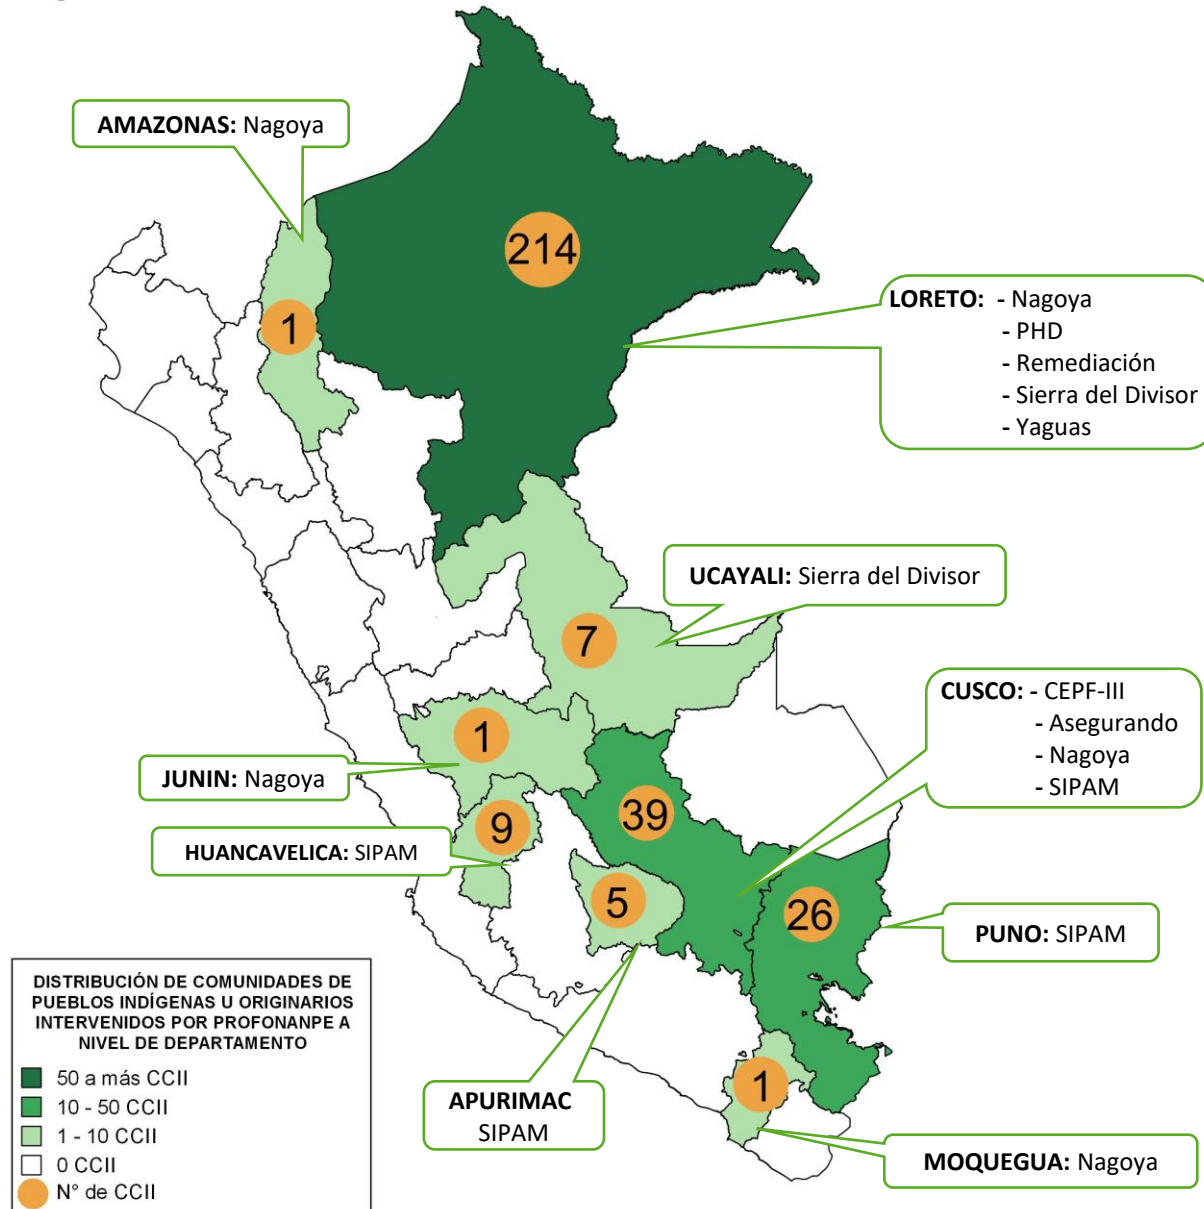 AMAZONAS: Nagoya
214
LORETO: - Nagoya
- PHD
- Remediación
- Sierra del Divisor
- Yaguas
1
UCAYALI: Sierra del Divisor
7
CUSCO: - CEPF-III
- Asegurando
- Nagoya
- SIPAM
1
JUNIN: Nagoya
39
9
HUANCAVELICA: SIPAM
5
26
PUNO: SIPAM
DISTRIBUCIÓN DE COMUNIDADES DE
PUEBLOS INDÍGENAS U ORIGINARIOS
INTERVENIDOS POR PROFONANPE A
NIVEL DE DEPARTAMENTO
50 a más CCII
10 - 50 CCII
1 - 10 CCII
0 CCII
N° de CCII
APURIMAC
SIPAM
1
MOQUEGUA: Nagoya